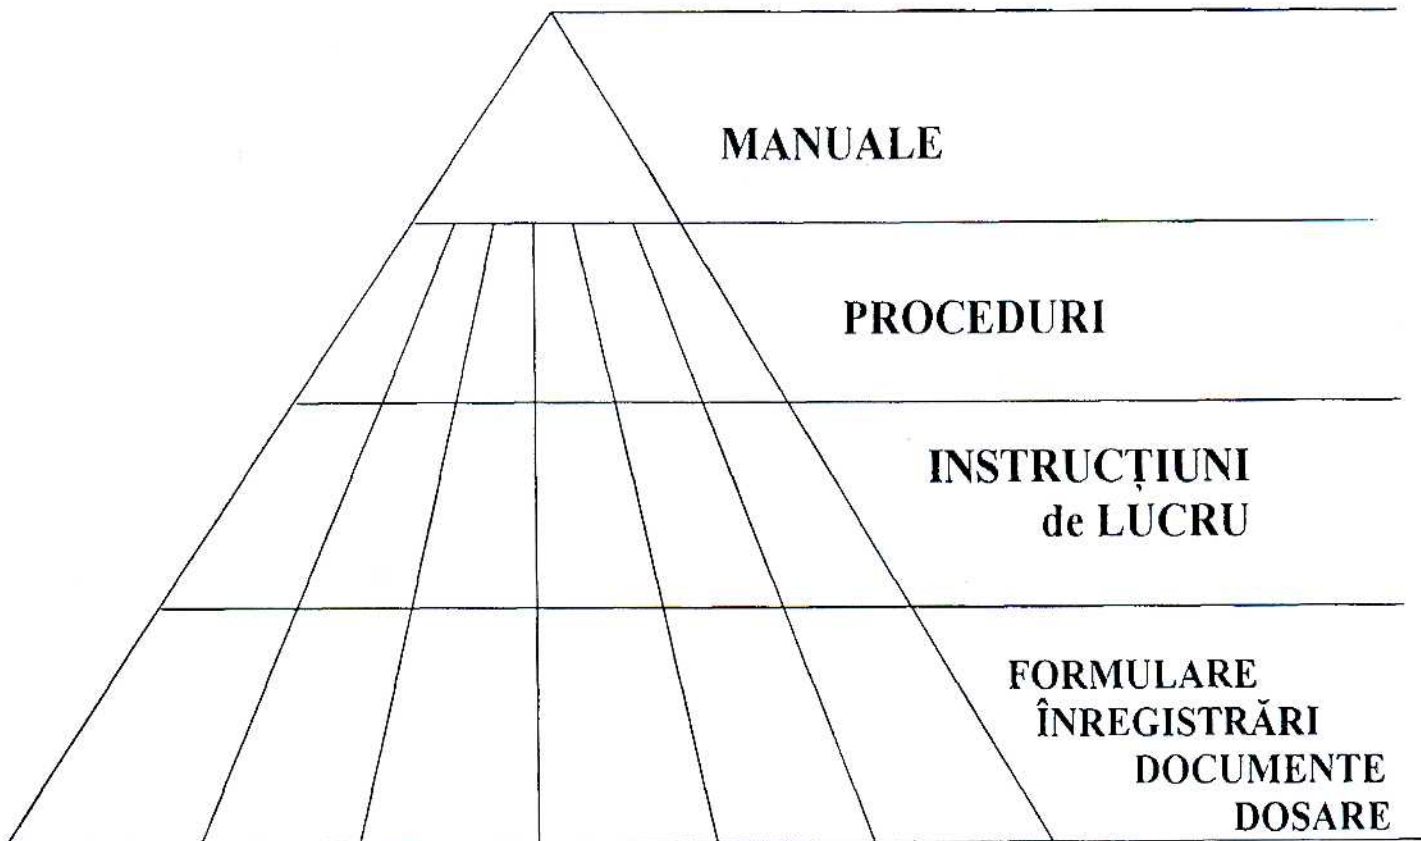 MANUALE
PROCEDURI
INSTRUCȚIUNI
de LUCRU
FORMULARE
ÎNREGISTRĂRI
DOCUMENTE
DOSARE